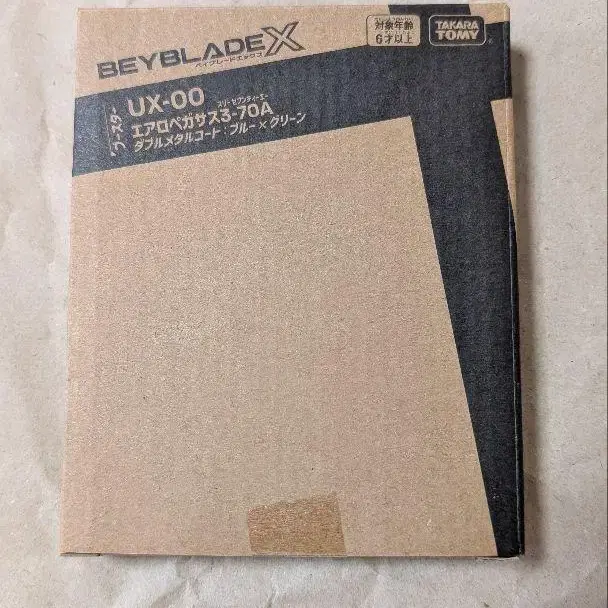 BEYBLADE X
ベイブレードエックス
対象年齢
6才以上
TAKARA
TOMY
ブースター
UX-00
スリーセブンティーエー
エアロペガサス3-70A
ダブルメタルコート:ブルー×グリーン